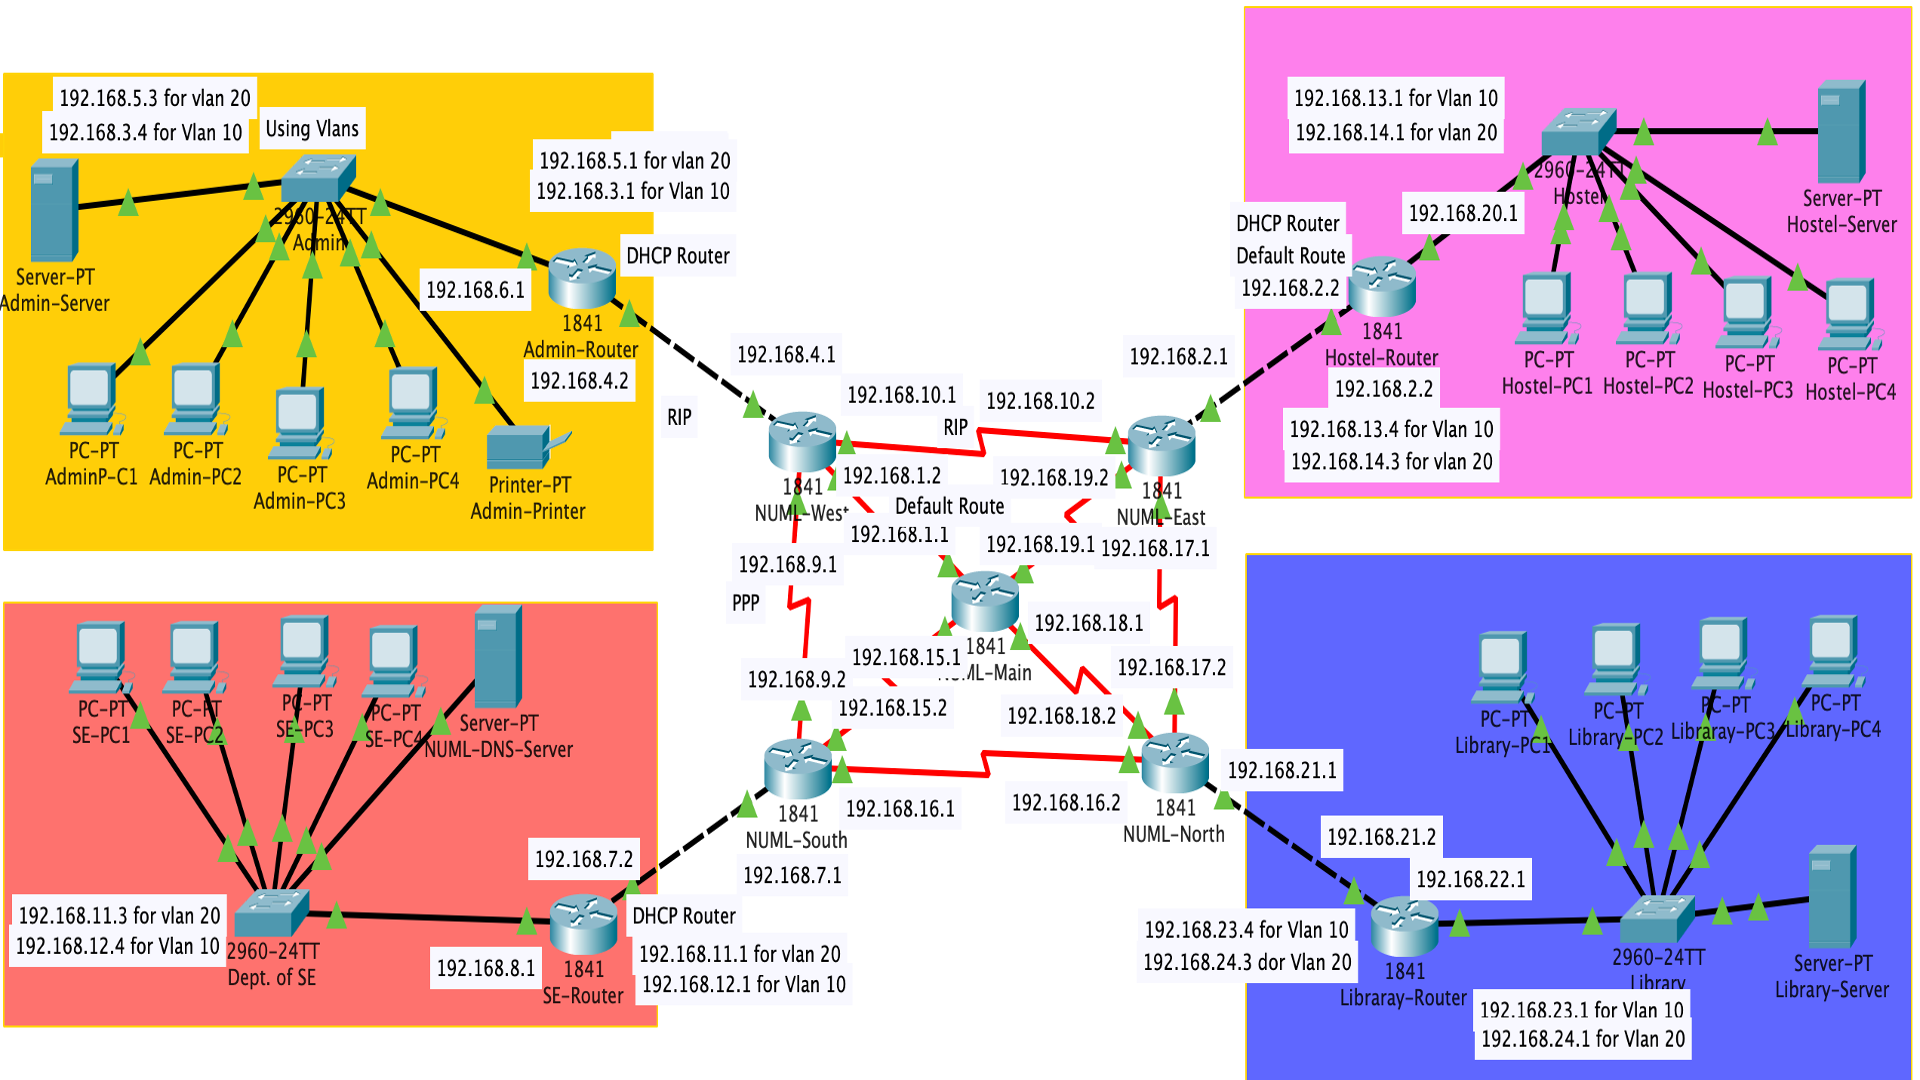 192.168.5.3 for vlan 20
192.168.3.4 for Vlan 10
Using Vlans
2960-24TT
Admin
Server-PT
Admin-Server
192.168.5.1 for vlan 20
192.168.3.1 for Vlan 10
DHCP Router
192.168.6.1
1841
Admin-Router
192.168.4.2
PC-PT
AdminP-C1
PC-PT
Admin-PC2
PC-PT
Admin-PC3
PC-PT
Admin-PC4
Printer-PT
Admin-Printer
RIP
192.168.4.1
192.168.10.1
192.168.10.2
RIP
192.168.2.1
1841
NUML-West
192.168.1.2
192.168.19.2
1841
NUML-East
Default Route
192.168.1.1
192.168.19.1
192.168.17.1
192.168.9.1
PPP
192.168.18.1
1841
ML-Main
192.168.15.1
192.168.9.2
192.168.15.2
192.168.17.2
192.168.18.2
1841
NUML-South
192.168.7.1
192.168.16.1
192.168.16.2
1841
NUML-North
192.168.21.1
192.168.13.1 for Vlan 10
192.168.14.1 for vlan 20
2960-24TT
Hostel
Server-PT
Hostel-Server
192.168.20.1
DHCP Router
Default Route
192.168.2.2
1841
Hostel-Router
192.168.2.2
192.168.13.4 for Vlan 10
192.168.14.3 for vlan 20
PC-PT
Hostel-PC1
PC-PT
Hostel-PC2
PC-PT
Hostel-PC3
PC-PT
Hostel-PC4
PC-PT
SE-PC1
PC-PT
SE-PC2
PC-PT
SE-PC3
PC-PT
SE-PC4
Server-PT
NUML-DNS-Server
192.168.11.3 for vlan 20
192.168.12.4 for Vlan 10
2960-24TT
Dept. of SE
192.168.7.2
192.168.8.1
1841
SE-Router
DHCP Router
192.168.11.1 for vlan 20
192.168.12.1 for Vlan 10
PC-PT
Library-PC1
PC-PT
Library-PC2
PC-PT
Libraray-PC3
PC-PT
Library-PC4
192.168.21.2
192.168.22.1
192.168.23.4 for Vlan 10
192.168.24.3 dor Vlan 20
1841
Libraray-Router
2960-24TT
Library
192.168.23.1 for Vlan 10
192.168.24.1 for Vlan 20
Server-PT
Library-Server